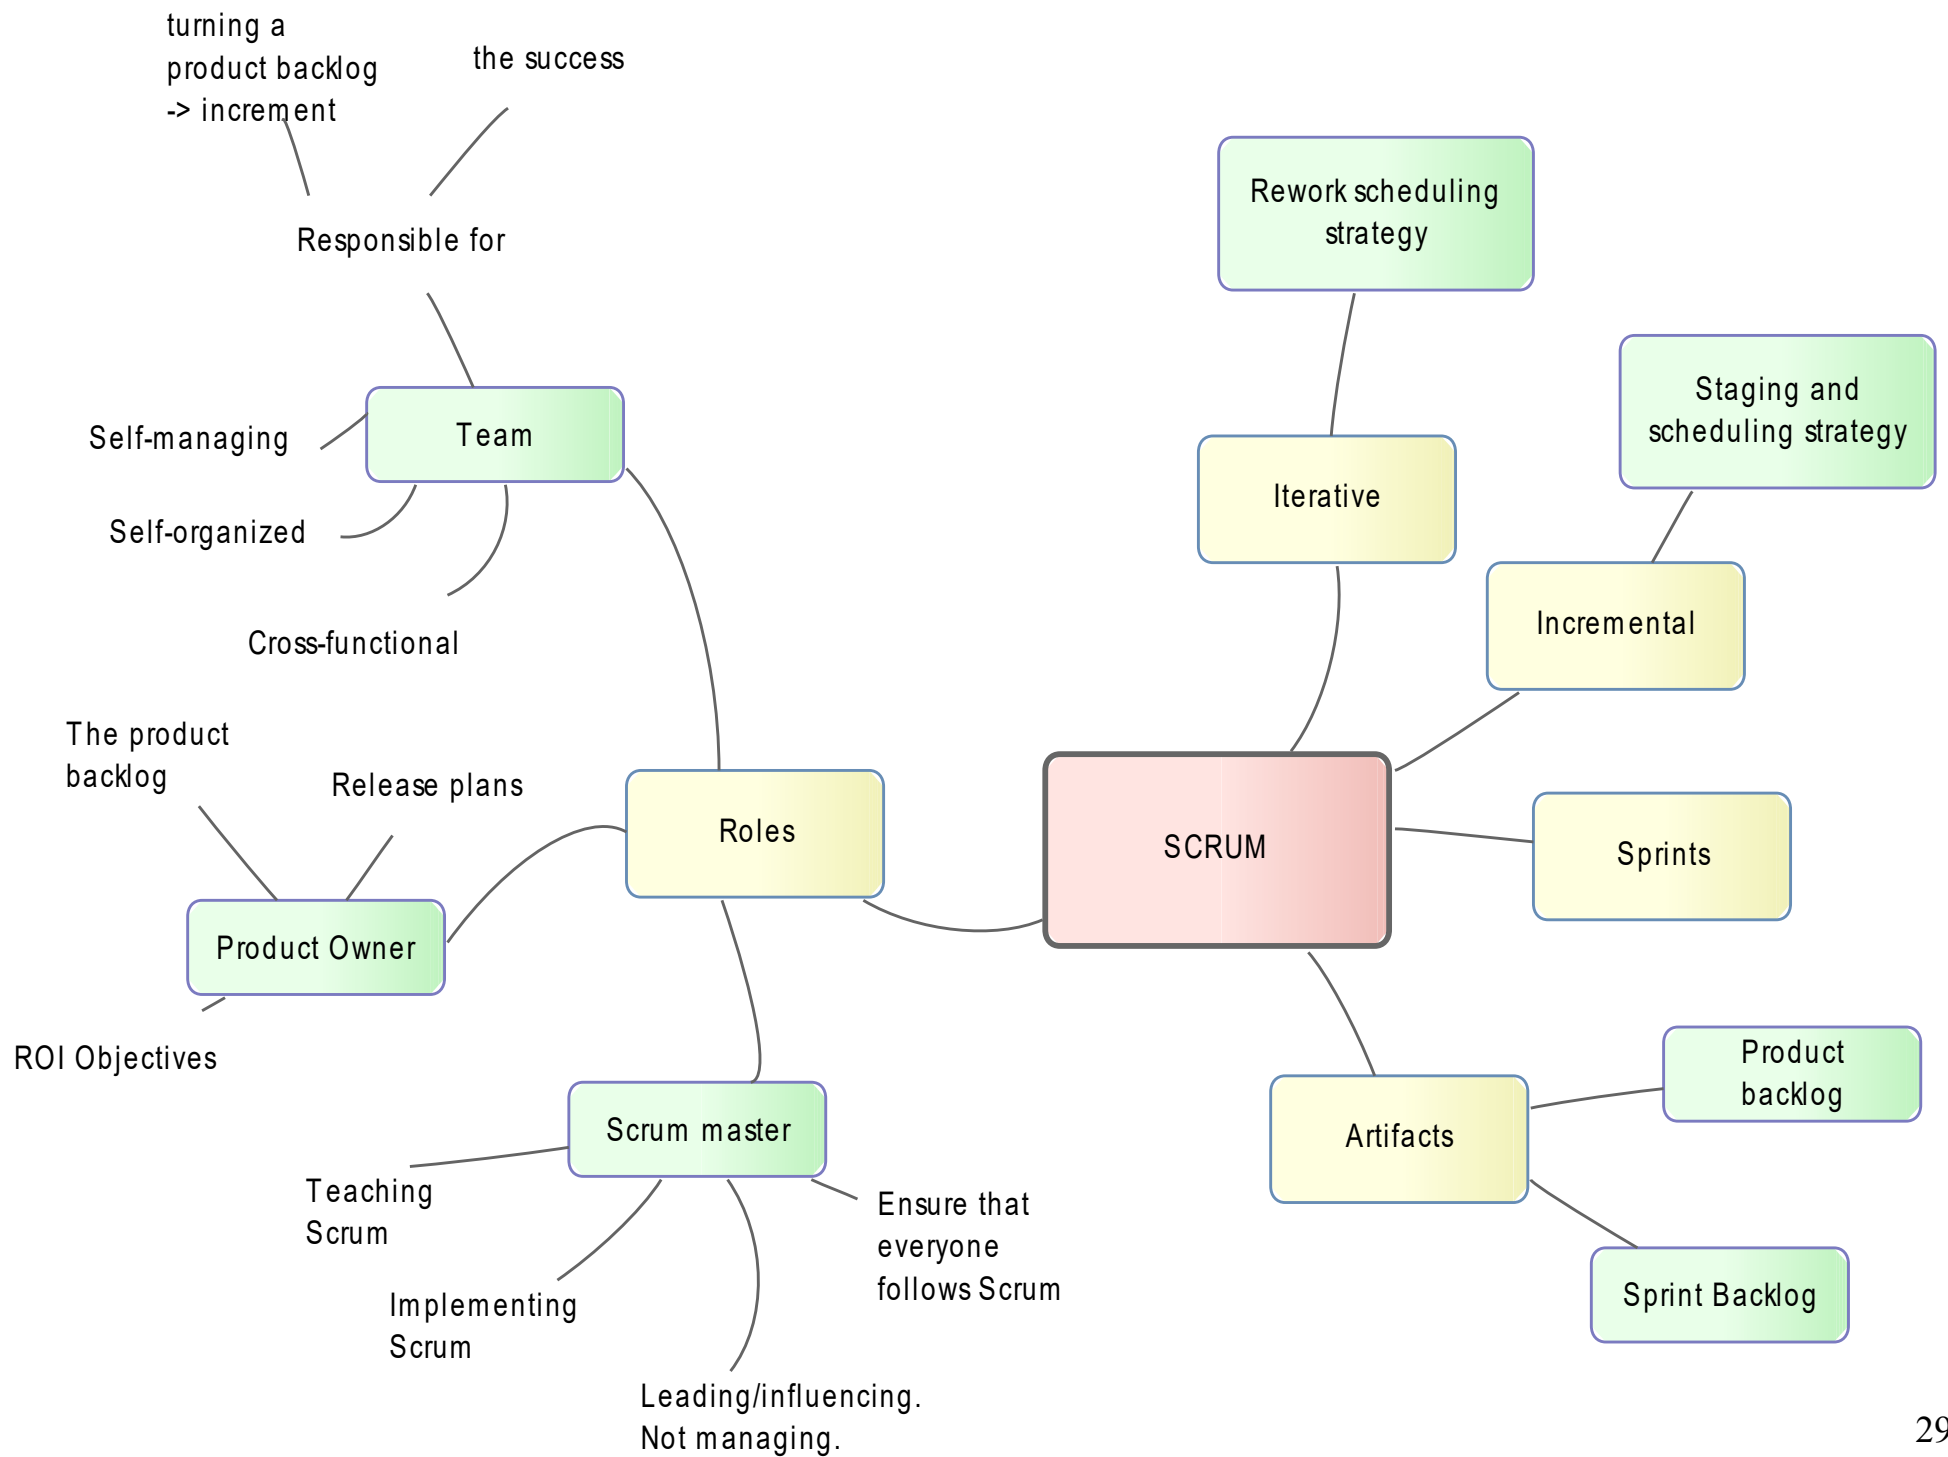 turning a
product backlog
-> increment
the success
Responsible for
Team
Self-managing
Self-organized
Cross-functional
The product
backlog
Release plans
Roles
Product Owner
ROI Objectives
Scrum master
Teaching
Scrum
Implementing
Scrum
Leading/influencing.
Not managing.
Ensure that
everyone
follows Scrum
SCRUM
Rework scheduling
strategy
Iterative
Staging and
scheduling strategy
Incremental
Sprints
Artifacts
Product
backlog
Sprint Backlog
29